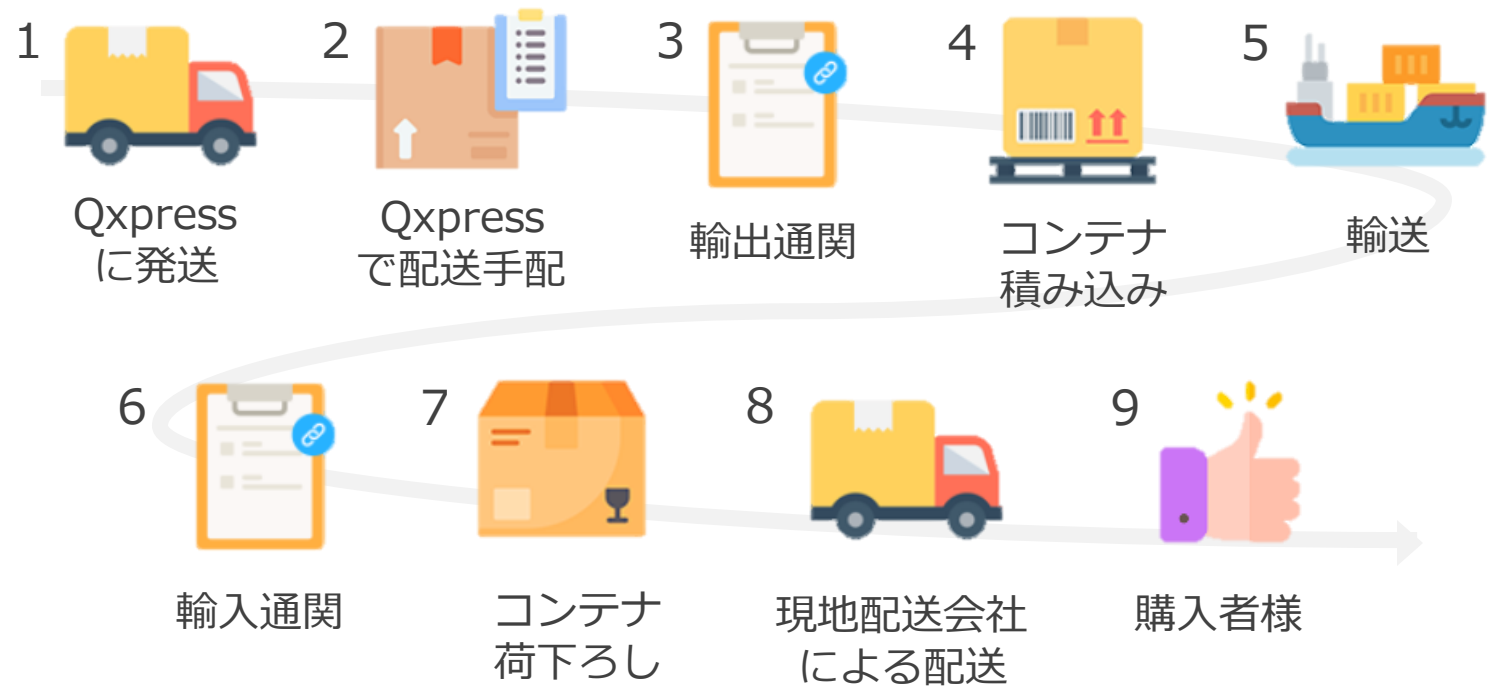 1
Qxpress
に発送
2
Qxpress
で配送手配
3
輸出通関
4
コンテナ
積み込み
5
輸送
6
輸入通関
7
コンテナ
荷下ろし
8
現地配送会社
による配送
9
購入者様